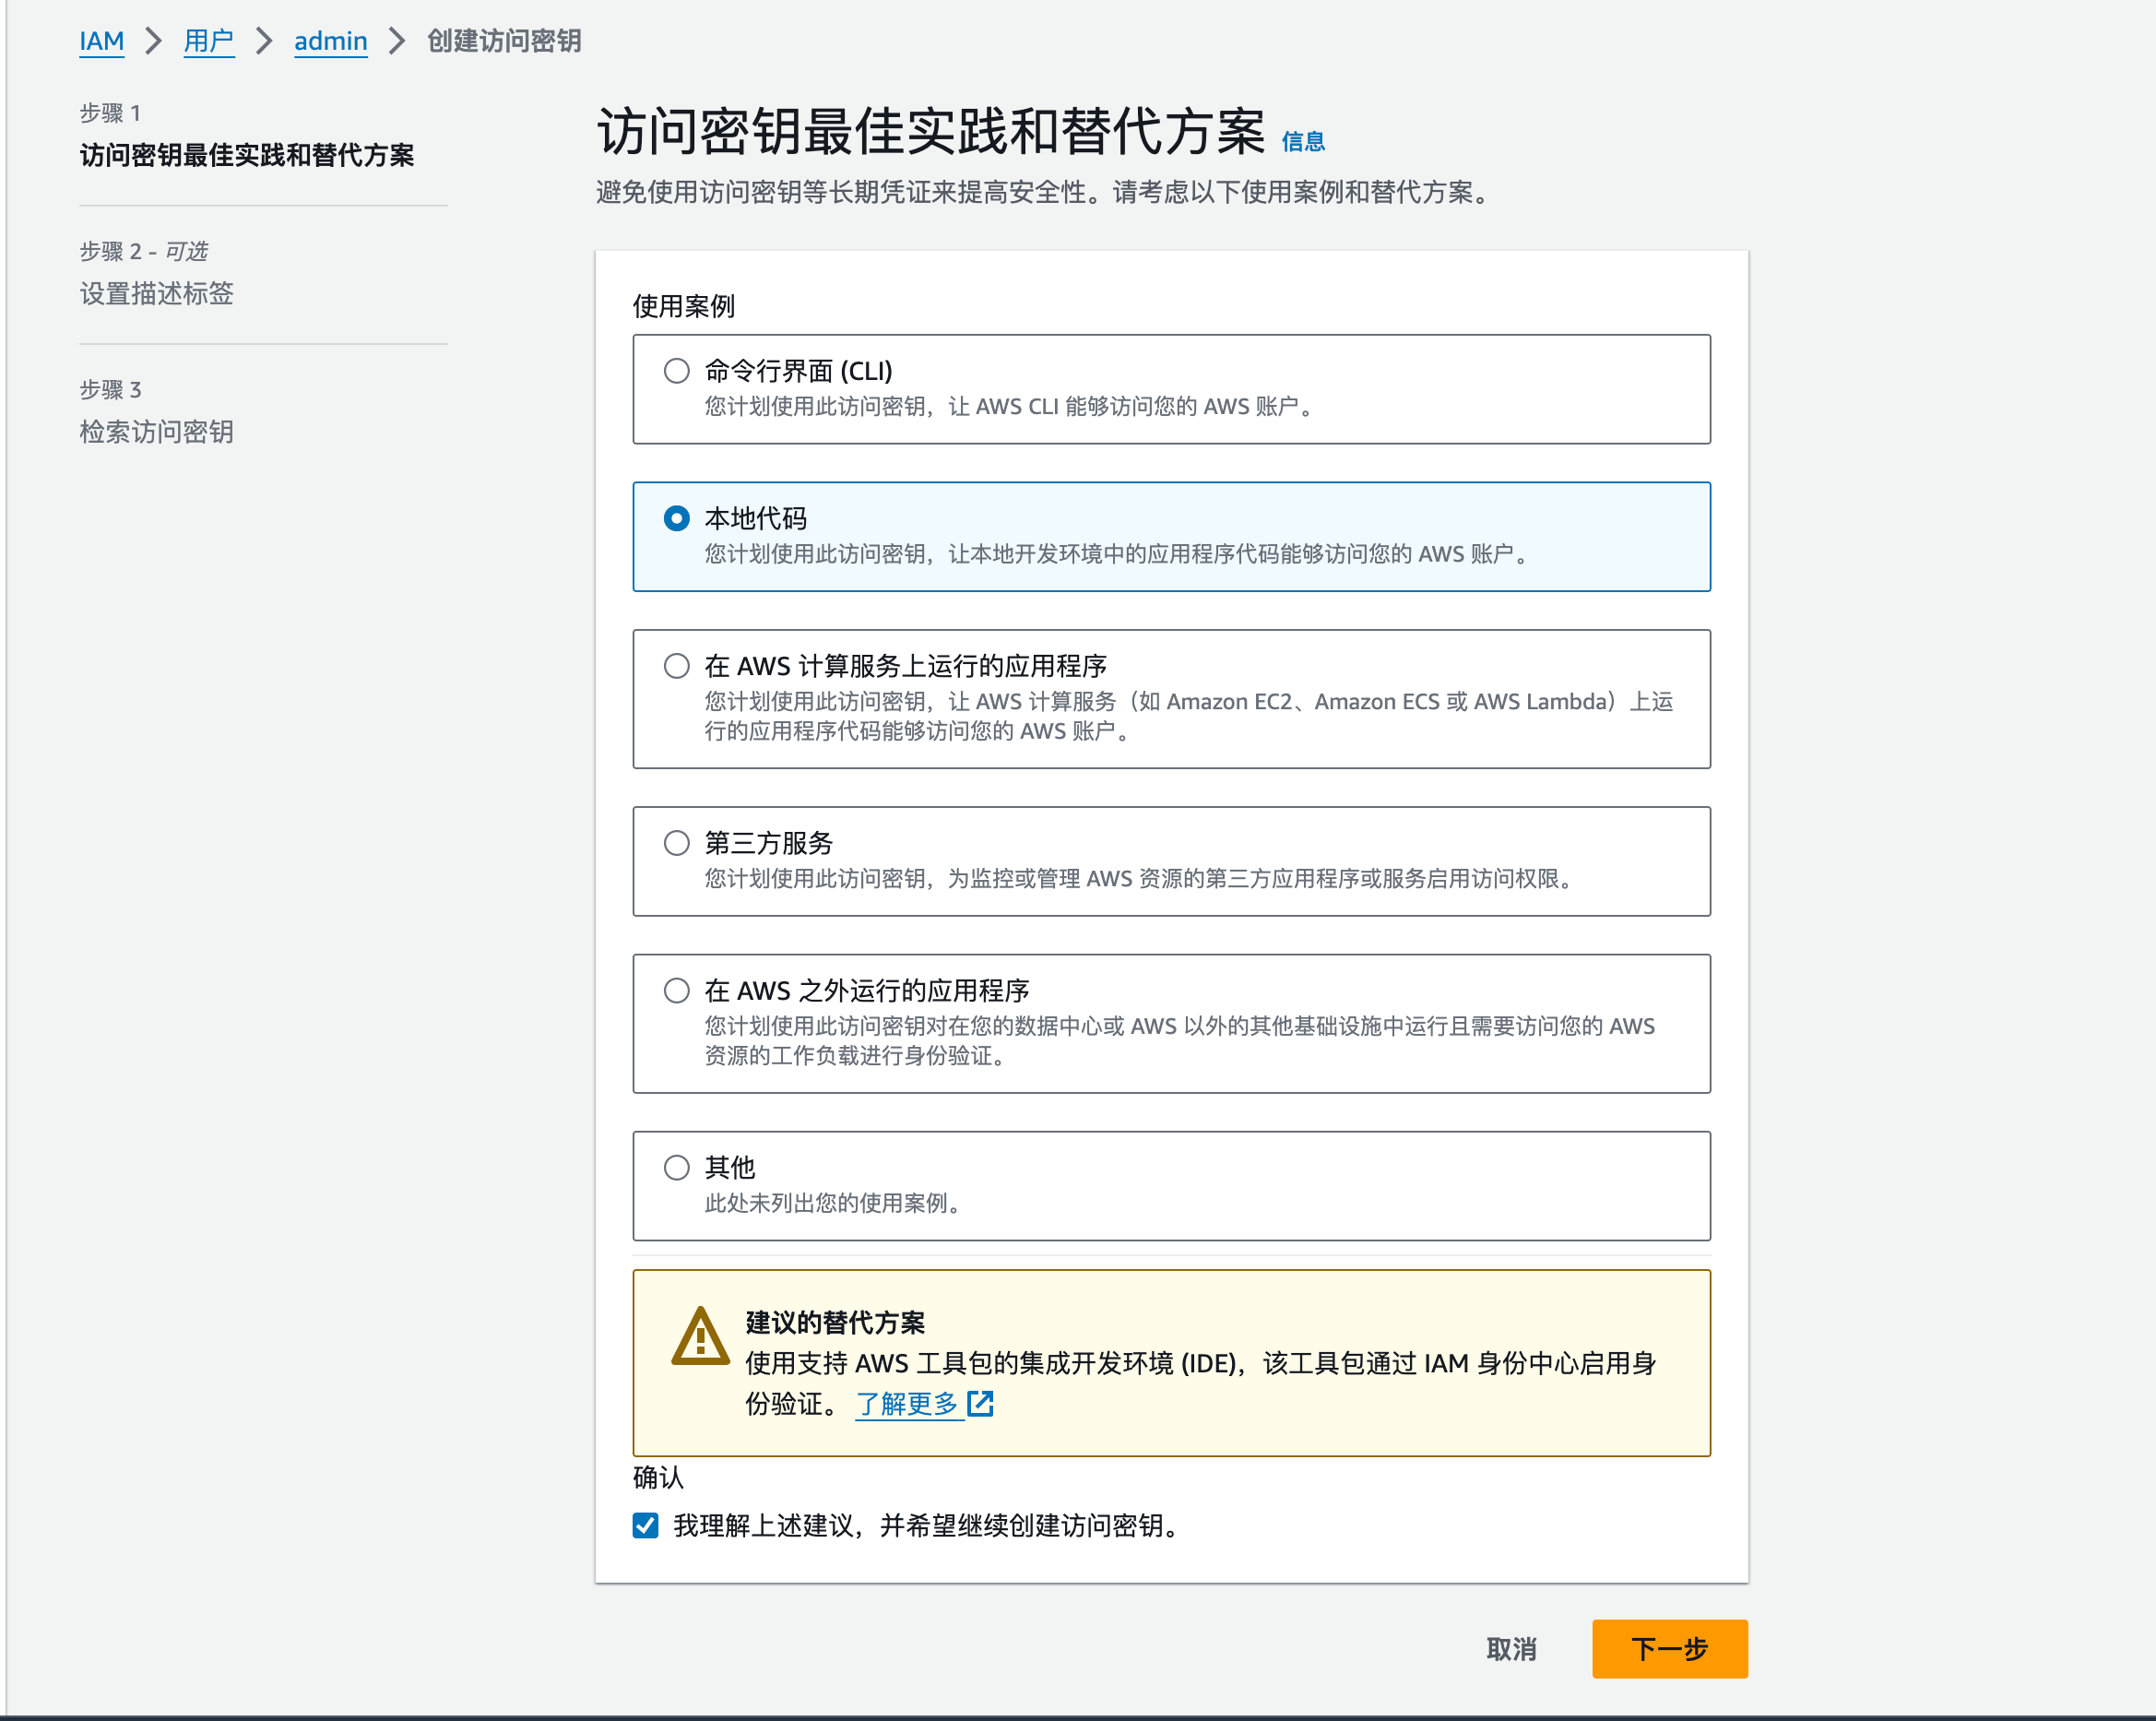 IAM > 用户 > admin > 创建访问密钥
步骤 1
访问密钥最佳实践和替代方案
步骤 2 - 可选
设置描述标签
步骤 3
检索访问密钥
访问密钥最佳实践和替代方案 信息
避免使用访问密钥等长期凭证来提高安全性。请考虑以下使用案例和替代方案。
使用案例
命令行界面 (CLI)
您计划使用此访问密钥，让 AWS CLI 能够访问您的 AWS 账户。
本地代码
您计划使用此访问密钥，让本地开发环境中的应用程序代码能够访问您的 AWS 账户。
在 AWS 计算服务上运行的应用程序
您计划使用此访问密钥，让 AWS 计算服务（如 Amazon EC2、Amazon ECS 或 AWS Lambda）上运
行的应用程序代码能够访问您的 AWS 账户。
第三方服务
您计划使用此访问密钥，为监控或管理 AWS 资源的第三方应用程序或服务启用访问权限。
在 AWS 之外运行的应用程序
您计划使用此访问密钥对在您的数据中心或 AWS 以外的其他基础设施中运行且需要访问您的 AWS
资源的工作负载进行身份验证。
其他
此处未列出您的使用案例。
建议的替代方案
使用支持 AWS 工具包的集成开发环境 (IDE)，该工具包通过 IAM 身份中心启用身
份验证。 了解更多
确认
我理解上述建议，并希望继续创建访问密钥。
取消
下一步